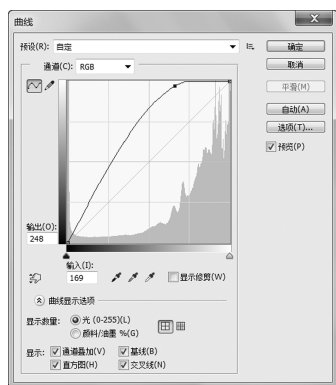 曲线
预设(R): 自定
确定
通道(C): RGB
取消
平滑(M)
自动(A)
选项(T)...
预览(P)
输出(O):
248
输入(I):
169
显示修剪(W)
曲线显示选项
显示数量: 光 (0-255)(L)
颜料/油墨 %(G)
显示: 通道叠加(V) 基线(B)
直方图(H) 交叉线(N)